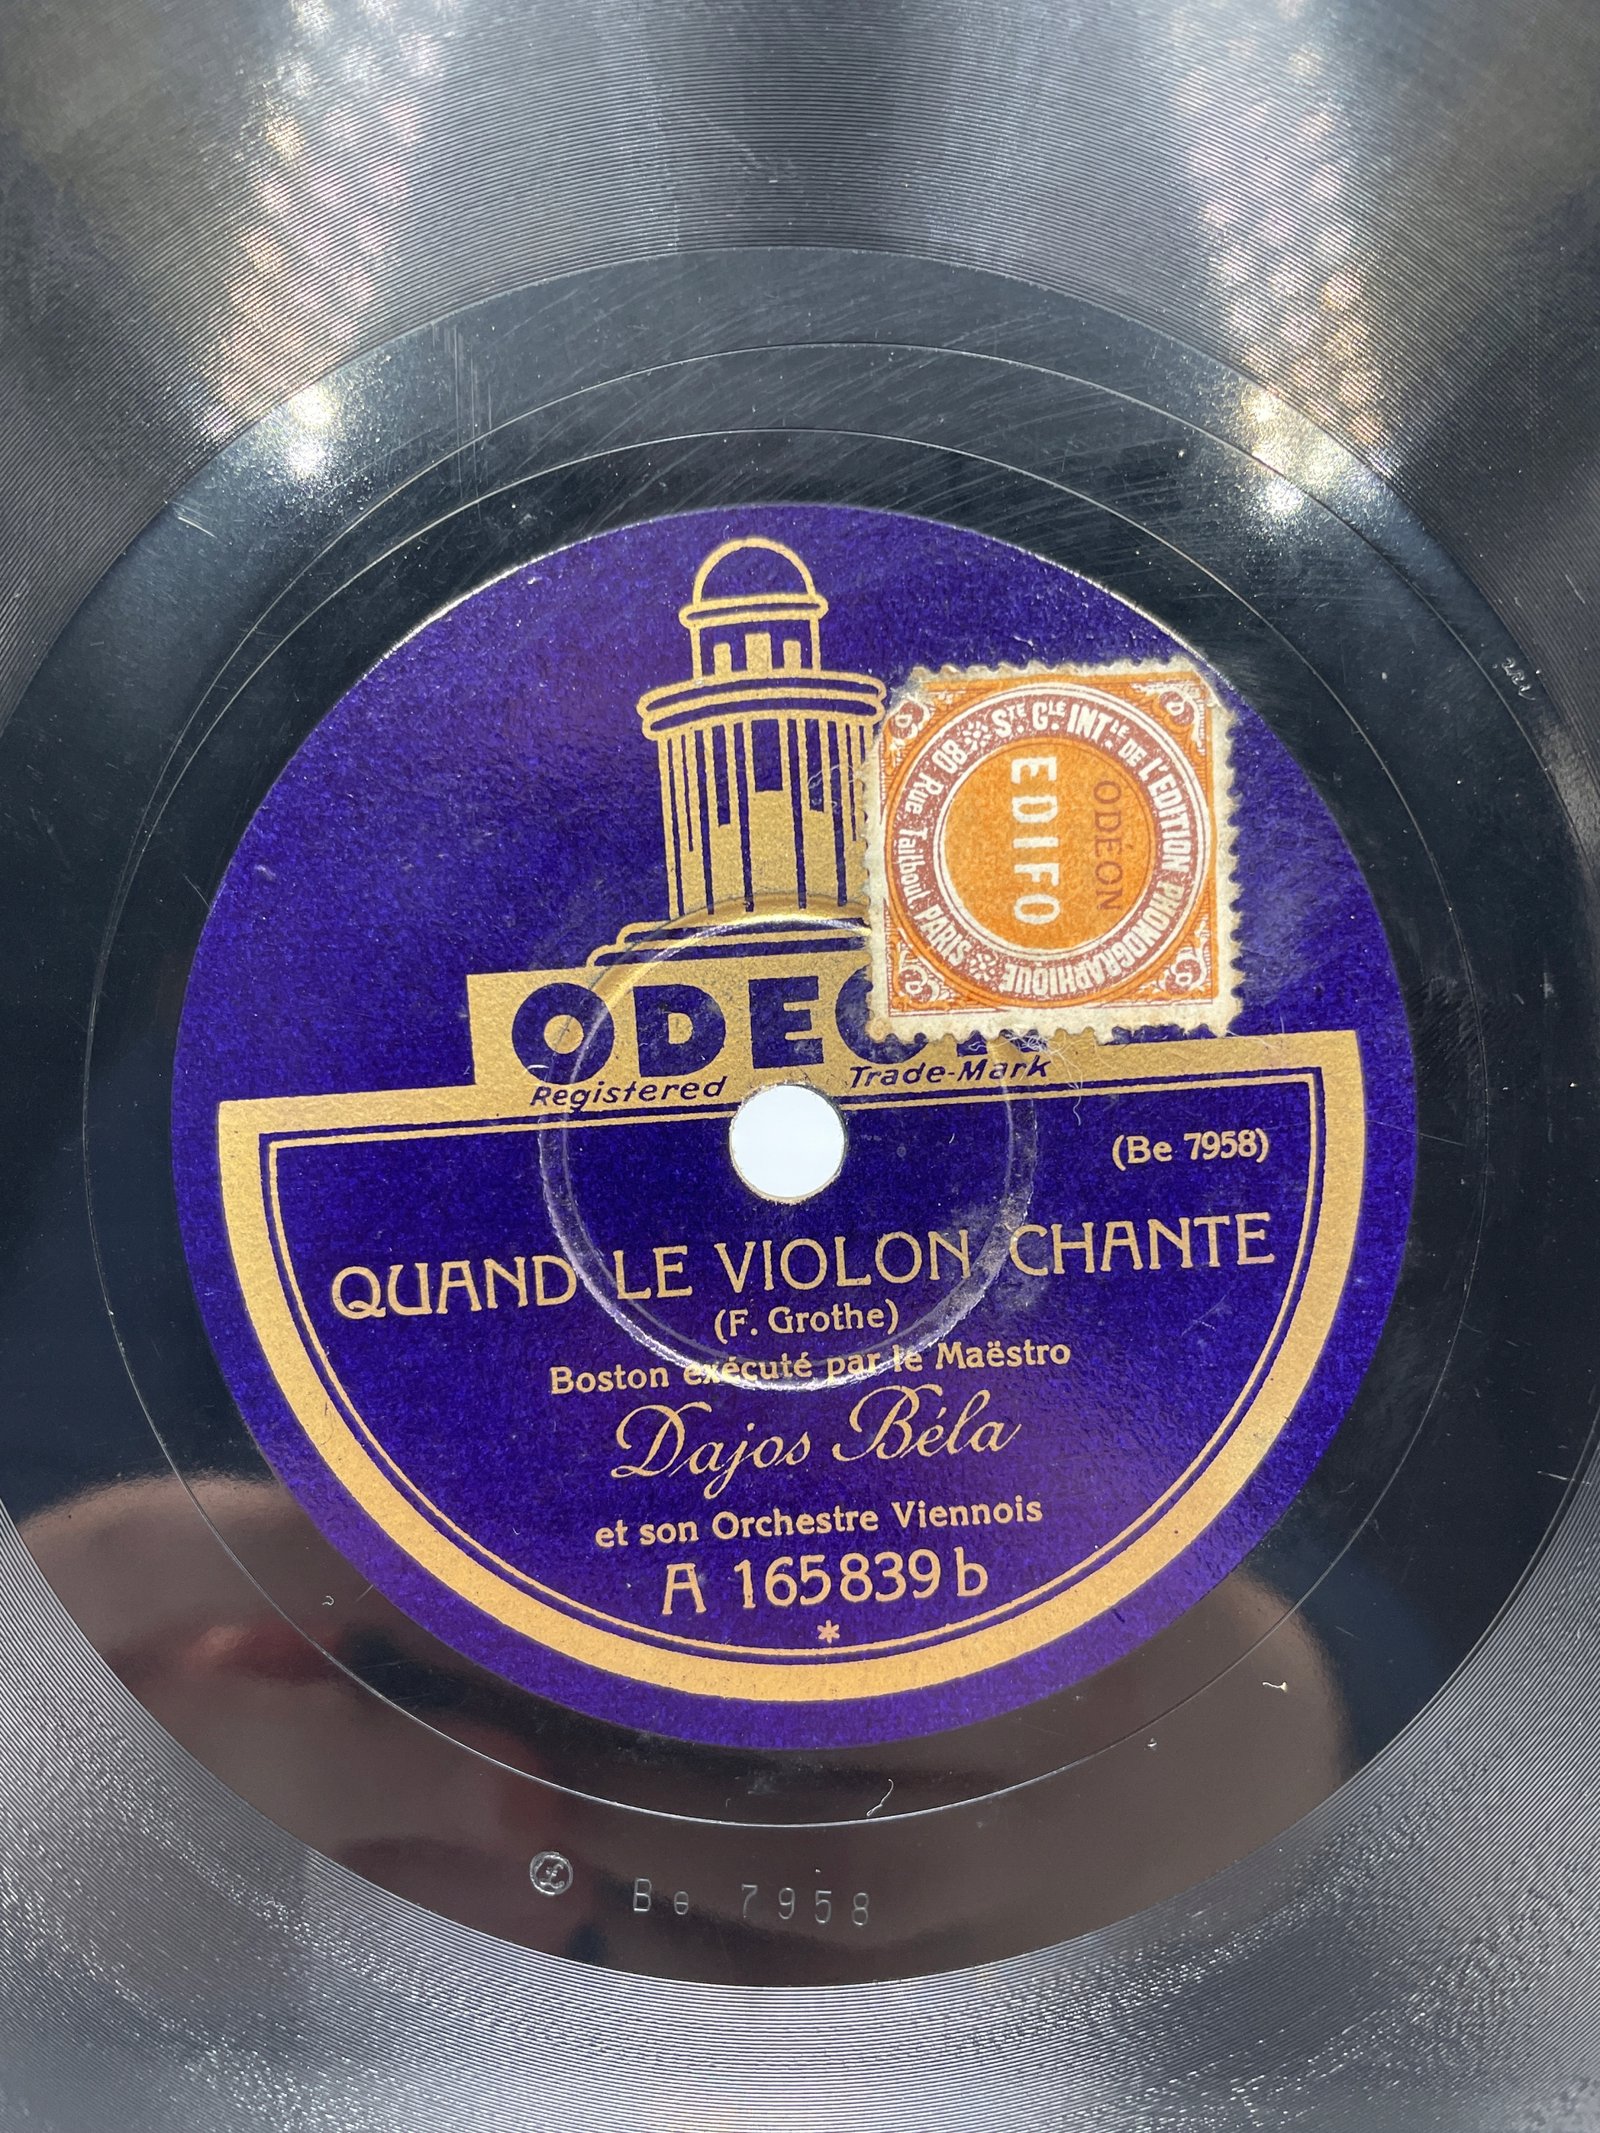 ODEO
Registered Trade-Mark
STÉ GLE INTLE DE L'EDITION PHONOGRAPHIQUE
80 Rue Taitbout PARIS
ODÉON
EDIFO
(Be 7958)
QUAND LE VIOLON CHANTE
(F. Grothe)
Boston exécuté par le Maëstro
Dajos Béla
et son Orchestre Viennois
A 165839 b
*
£ Be 7958